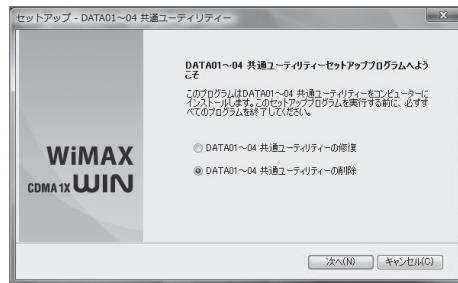 セットアップ - DATA01～04 共通ユーティリティー
DATA01～04 共通ユーティリティーセットアッププログラムへよう
こそ
このプログラムはDATA01～04 共通ユーティリティーをコンピューターに
インストールします。このセットアッププログラムを実行する前に、必ずす
べてのプログラムを終了してください。
DATA01～04 共通ユーティリティーの修復
DATA01～04 共通ユーティリティーの削除
WiMAX
CDMA 1X WIN
次へ(N)
キャンセル(C)